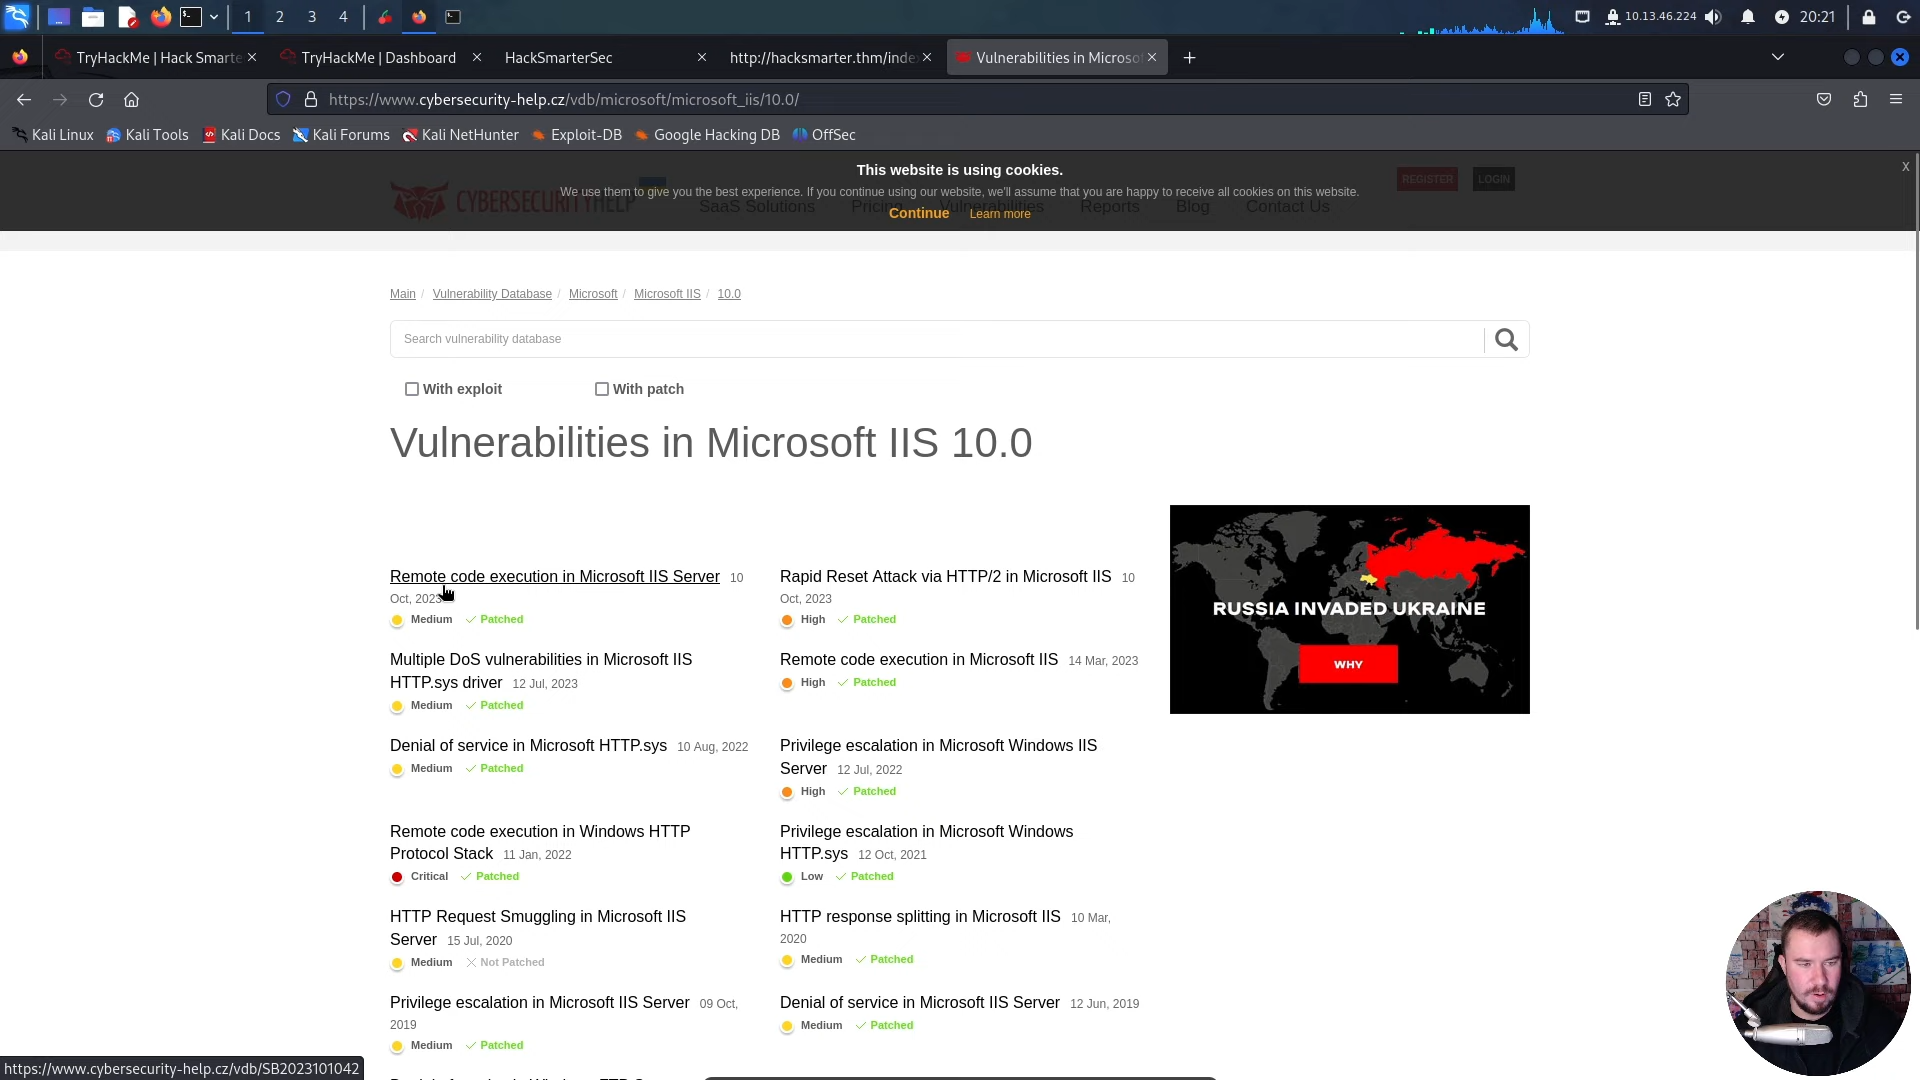 1
2
3
4
10.13.46.224
20:21
TryHackMe | Hack Smarte
TryHackMe | Dashboard
HackSmarterSec
http://hacksmarter.thm/inde
Vulnerabilities in Microsof
https://www.cybersecurity-help.cz/vdb/microsoft/microsoft_iis/10.0/
Kali Linux
Kali Tools
Kali Docs
Kali Forums
Kali NetHunter
Exploit-DB
Google Hacking DB
OffSec
This website is using cookies.
We use them to give you the best experience. If you continue using our website, we'll assume that you are happy to receive all cookies on this website.
Continue
Learn more
X
CYBERSECURITYHELP
REGISTER
LOGIN
SaaS Solutions
Pricing
Vulnerabilities
Reports
Blog
Contact Us
Main / Vulnerability Database / Microsoft / Microsoft IIS / 10.0
Search vulnerability database
With exploit
With patch
Vulnerabilities in Microsoft IIS 10.0
Remote code execution in Microsoft IIS Server 10
Oct, 2023
Medium Patched
Rapid Reset Attack via HTTP/2 in Microsoft IIS 10
Oct, 2023
High Patched
Multiple DoS vulnerabilities in Microsoft IIS
HTTP.sys driver 12 Jul, 2023
Medium Patched
Remote code execution in Microsoft IIS 14 Mar, 2023
High Patched
Denial of service in Microsoft HTTP.sys 10 Aug, 2022
Medium Patched
Privilege escalation in Microsoft Windows IIS
Server 12 Jul, 2022
High Patched
Remote code execution in Windows HTTP
Protocol Stack 11 Jan, 2022
Critical Patched
Privilege escalation in Microsoft Windows
HTTP.sys 12 Oct, 2021
Low Patched
HTTP Request Smuggling in Microsoft IIS
Server 15 Jul, 2020
Medium Not Patched
HTTP response splitting in Microsoft IIS 10 Mar,
2020
Medium Patched
Privilege escalation in Microsoft IIS Server 09 Oct,
2019
Medium Patched
Denial of service in Microsoft IIS Server 12 Jun, 2019
Medium Patched
RUSSIA INVADED UKRAINE
WHY
https://www.cybersecurity-help.cz/vdb/SB2023101042